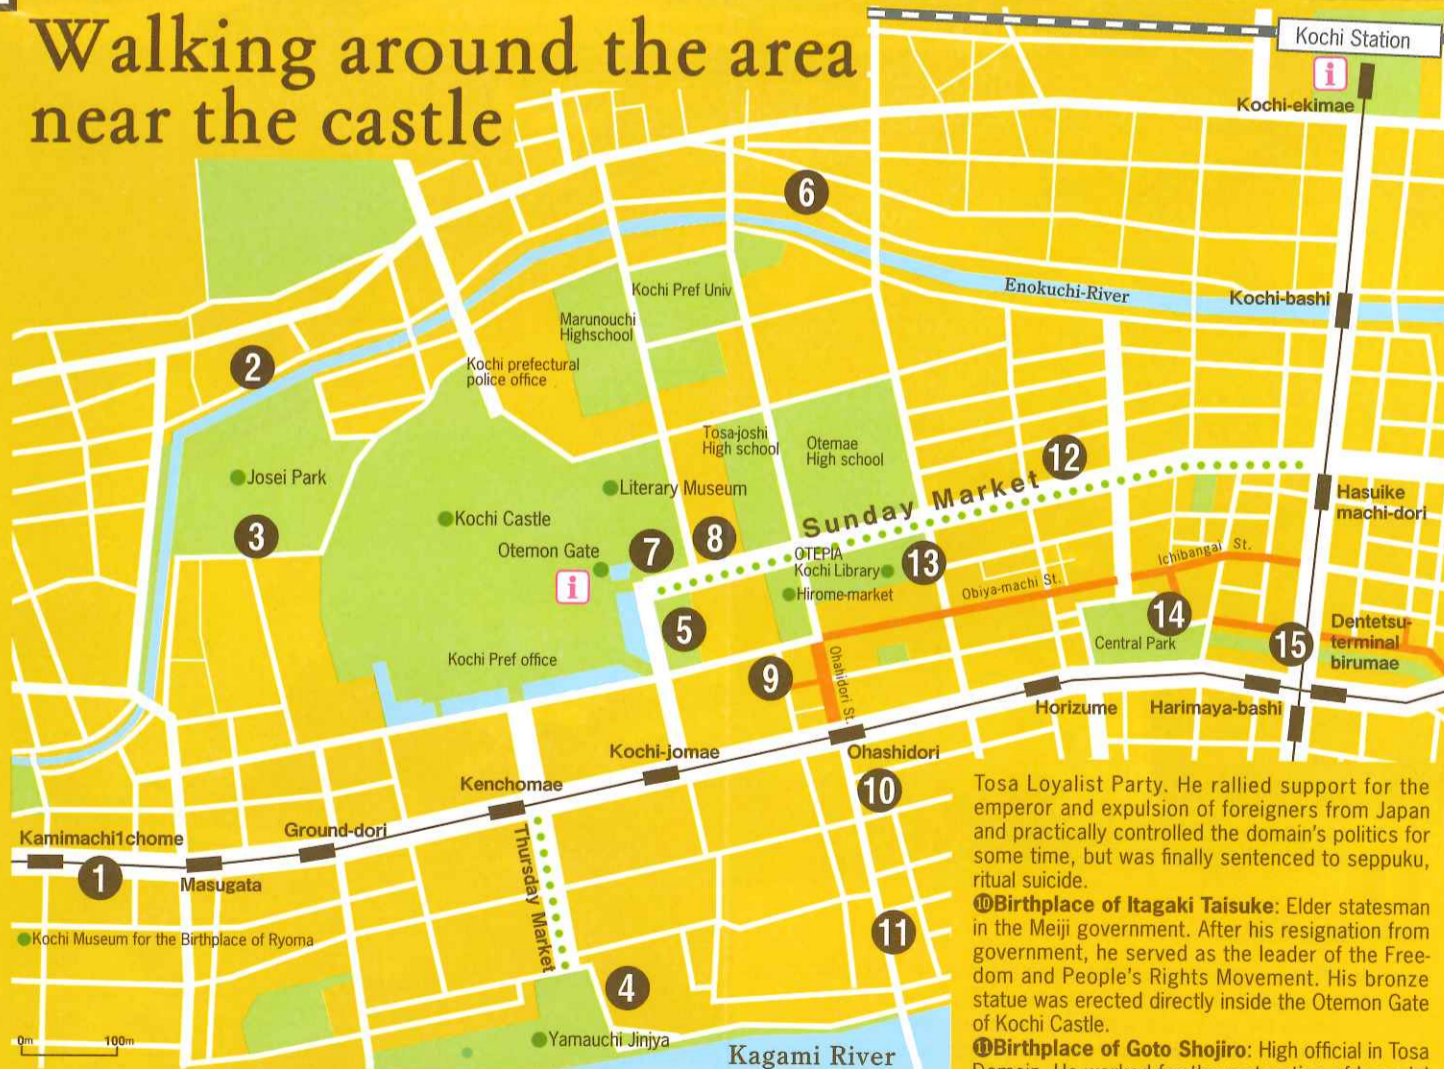 Walking around the area
near the castle
Kochi Station
i
Kochi-ekimae
6
Enokuchi-River
Kochi-bashi
Kochi Pref Univ
Marunouchi
Highschool
Kochi prefectural
police office
2
Tosa-joshi
High school
Otemae
High school
12
Sunday Market
Josei Park
Literary Museum
Hasuike
machi-dori
Kochi Castle
3
Otemon Gate
7
8
i
OTEPIA
Kochi Library
13
Ichibangai St.
Hirome-market
Obiya-machi St.
14
5
Central Park
15
Dentetsu-
terminal
birumae
Kochi Pref office
9
Ohahidori St.
Horizume
Harimaya-bashi
Kochi-jomae
Ohashidori
Kenchomae
10
Ground-dori
Kamimachi1chome
1
Masugata
Thursday Market
Kochi Museum for the Birthplace of Ryoma
11
4
Yamauchi Jinjya
Kagami River
0m 100m
Tosa Loyalist Party. He rallied support for the
emperor and expulsion of foreigners from Japan
and practically controlled the domain's politics for
some time, but was finally sentenced to seppuku,
ritual suicide.
❿Birthplace of Itagaki Taisuke: Elder statesman
in the Meiji government. After his resignation from
government, he served as the leader of the Free-
dom and People's Rights Movement. His bronze
statue was erected directly inside the Otemon Gate
of Kochi Castle.
⓫Birthplace of Goto Shojiro: High official in Tosa